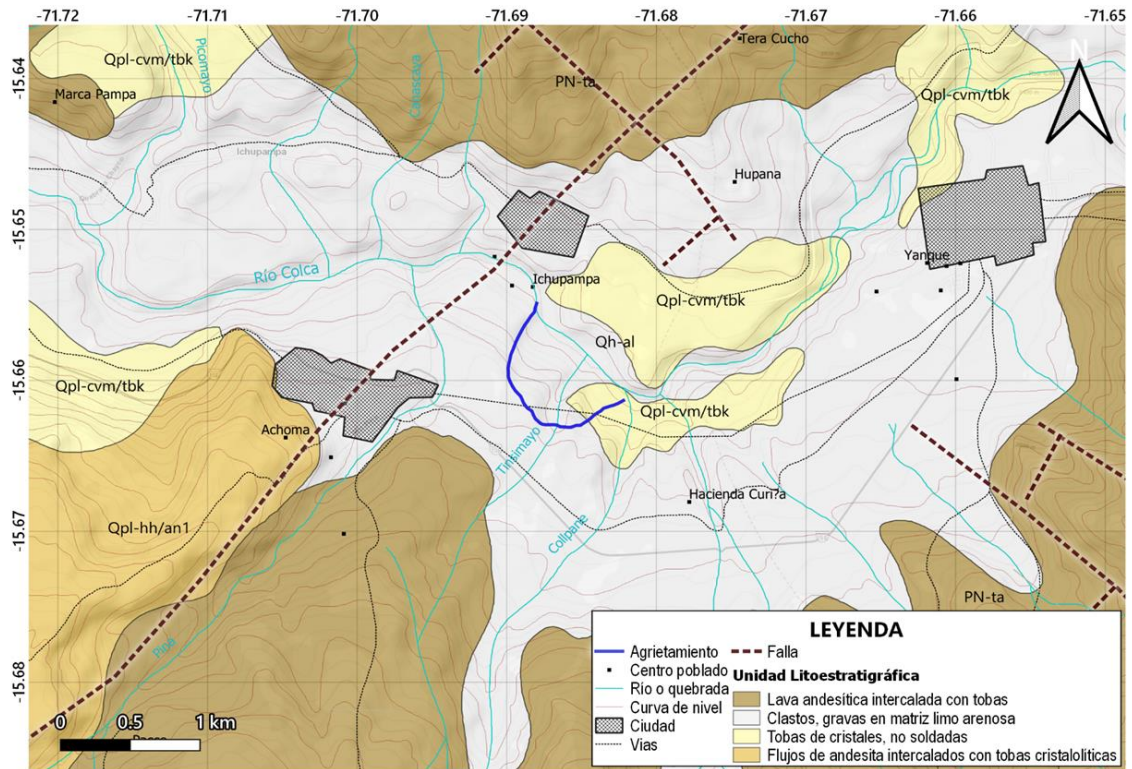 -71.72 -71.71 -71.70 -71.69 -71.68 -71.67 -71.66 -71.65
-15.64
-15.65
-15.66
-15.67
-15.68
Qpl-cvm/tbk
Picomayo
Marca Pampa
Canascaya
PN-ta
Tera Cucho
Qpl-cvm/tbk
N
Ichupampa
Hupana
Río Colca
Ichupampa
Yanque
Qpl-cvm/tbk
Qh-al
Qpl-cvm/tbk
Qpl-cvm/tbk
Achoma
Tinsimayo
Hacienda Curi?a
Qpl-hh/an1
Collpane
PN-ta
Pipe
0 0.5 1 km
LEYENDA
Agrietamiento
Centro poblado
Río o quebrada
Curva de nivel
Ciudad
Vias
Falla
Unidad Litoestratigráfica
Lava andesítica intercalada con tobas
Clastos, gravas en matriz limo arenosa
Tobas de cristales, no soldadas
Flujos de andesita intercalados con tobas cristalolíticas